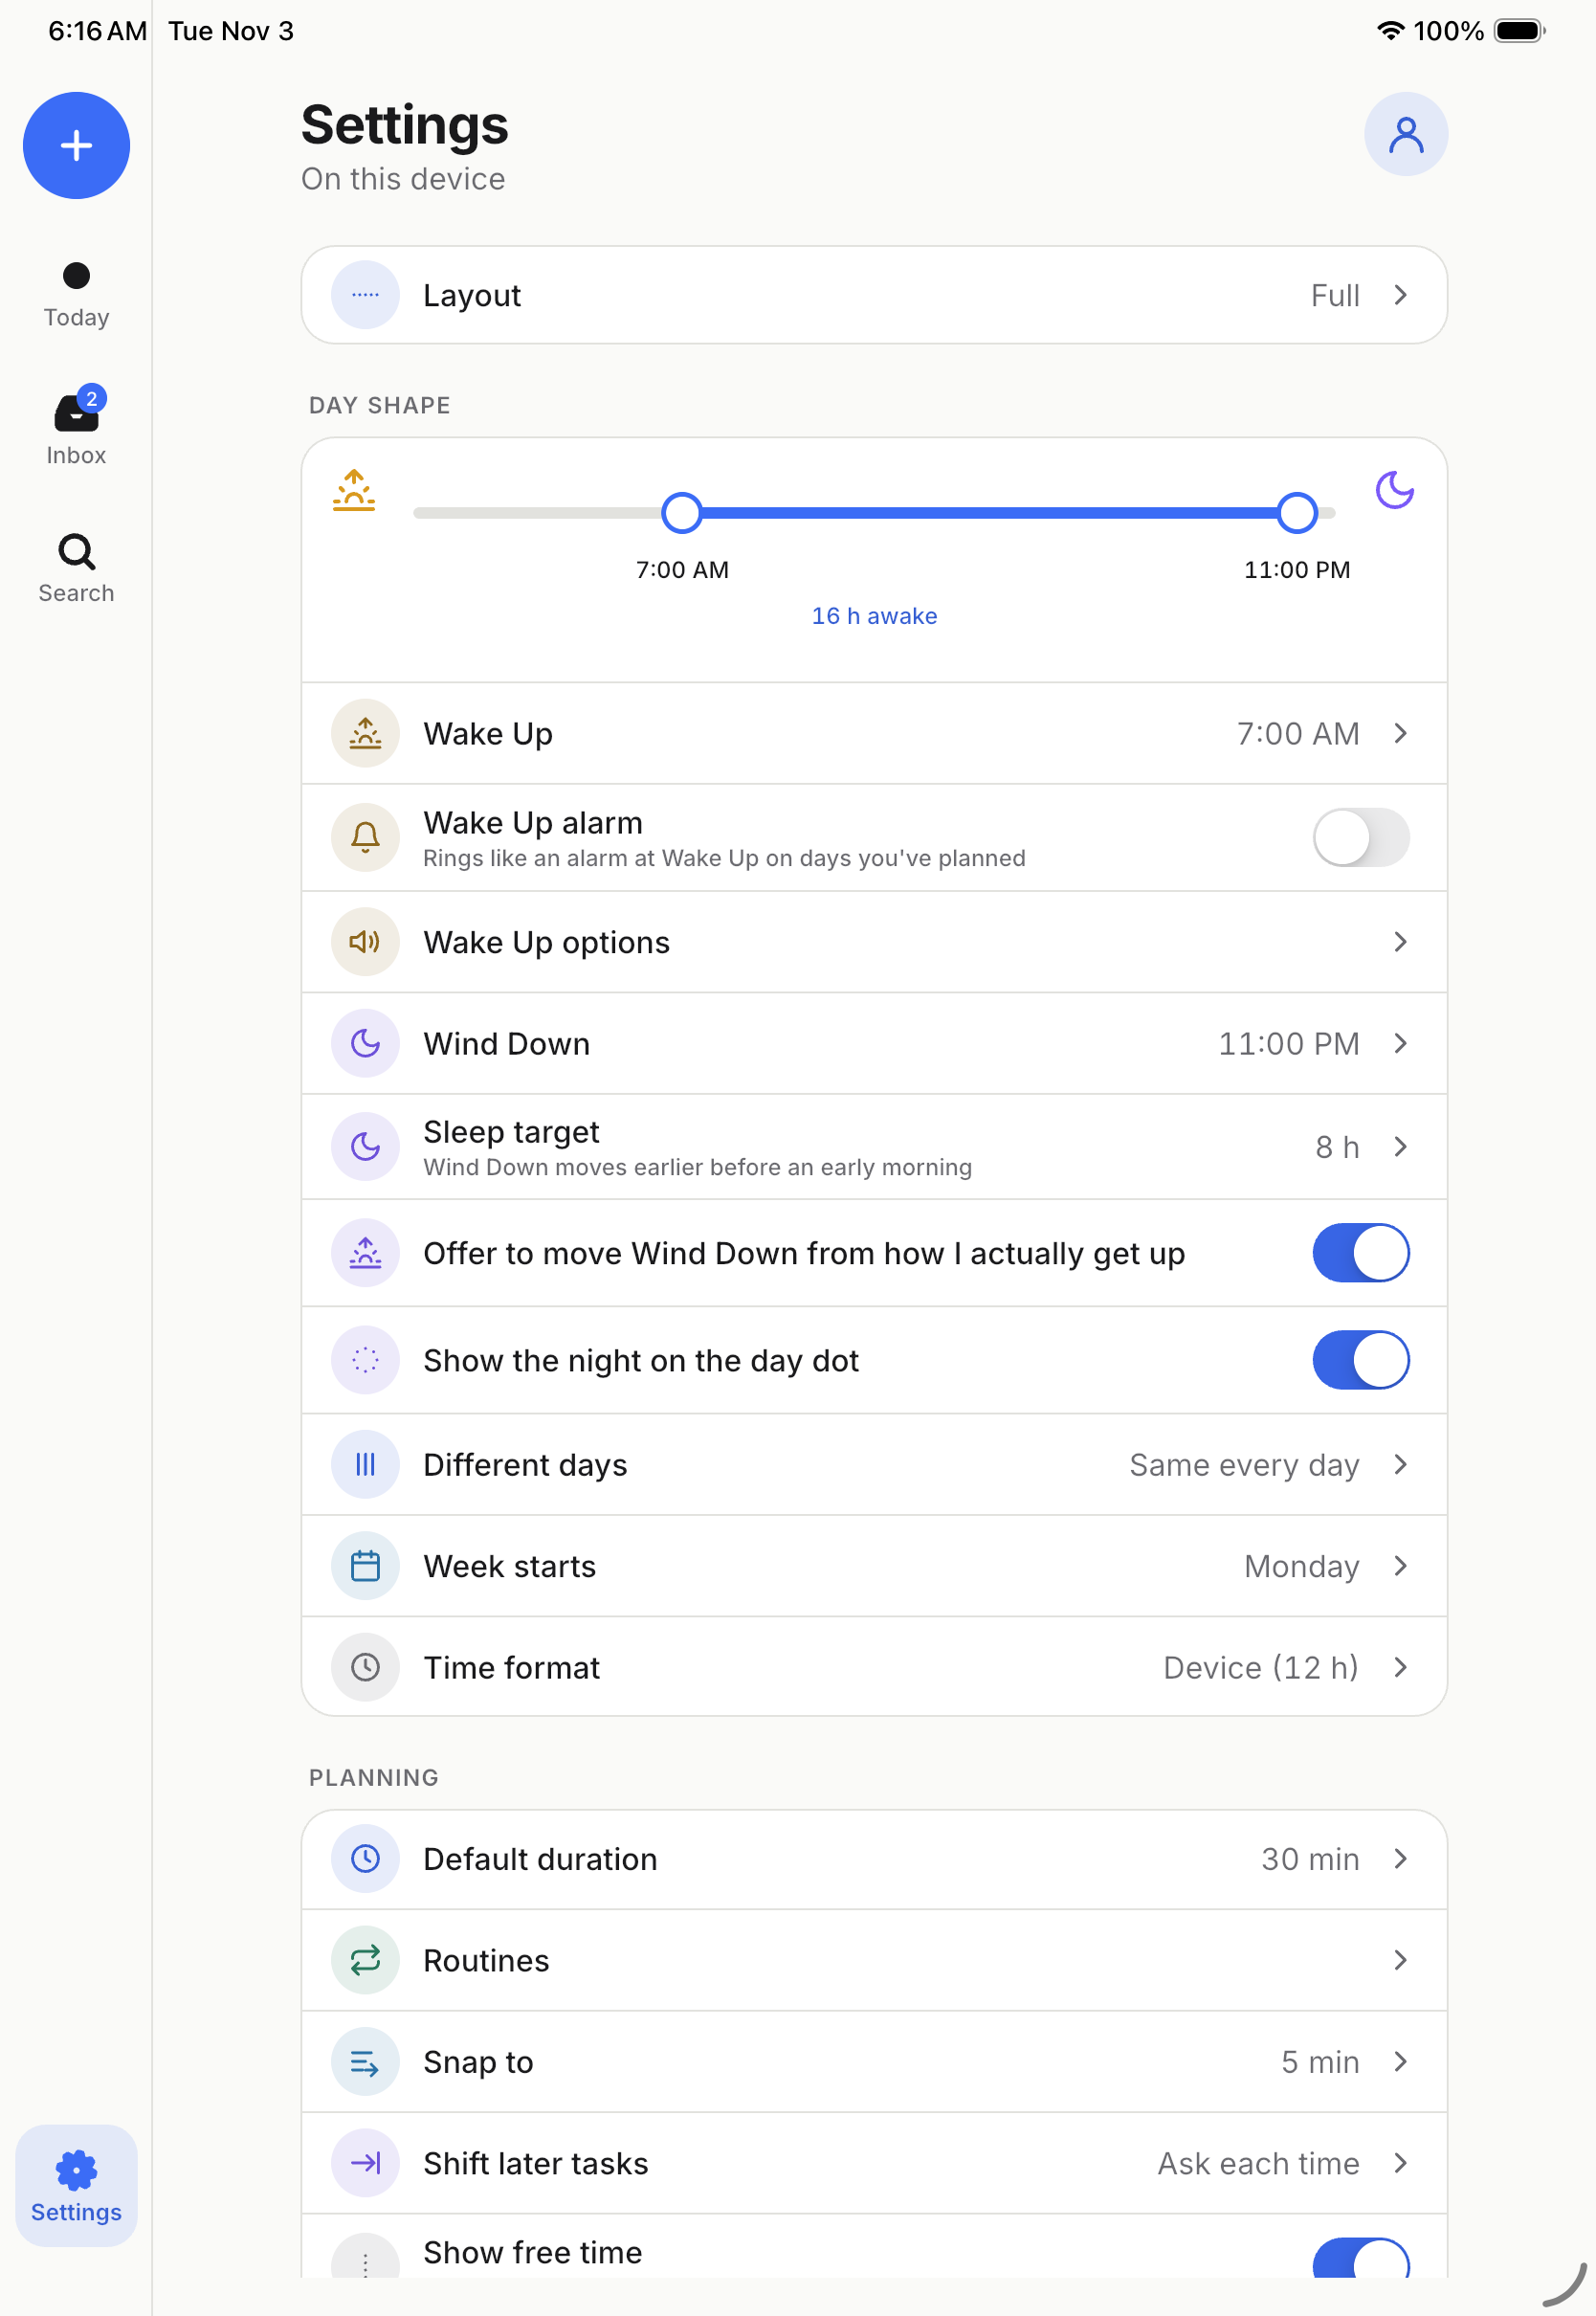 6:16 AM Tue Nov 3
100%
Settings
On this device
Today
2
Inbox
Search
Layout
Full
DAY SHAPE
7:00 AM
11:00 PM
16 h awake
Wake Up
7:00 AM
Wake Up alarm
Rings like an alarm at Wake Up on days you've planned
Wake Up options
Wind Down
11:00 PM
Sleep target
Wind Down moves earlier before an early morning
8 h
Offer to move Wind Down from how I actually get up
Show the night on the day dot
Different days
Same every day
Week starts
Monday
Time format
Device (12 h)
PLANNING
Default duration
30 min
Routines
Snap to
5 min
Shift later tasks
Ask each time
Show free time
Settings